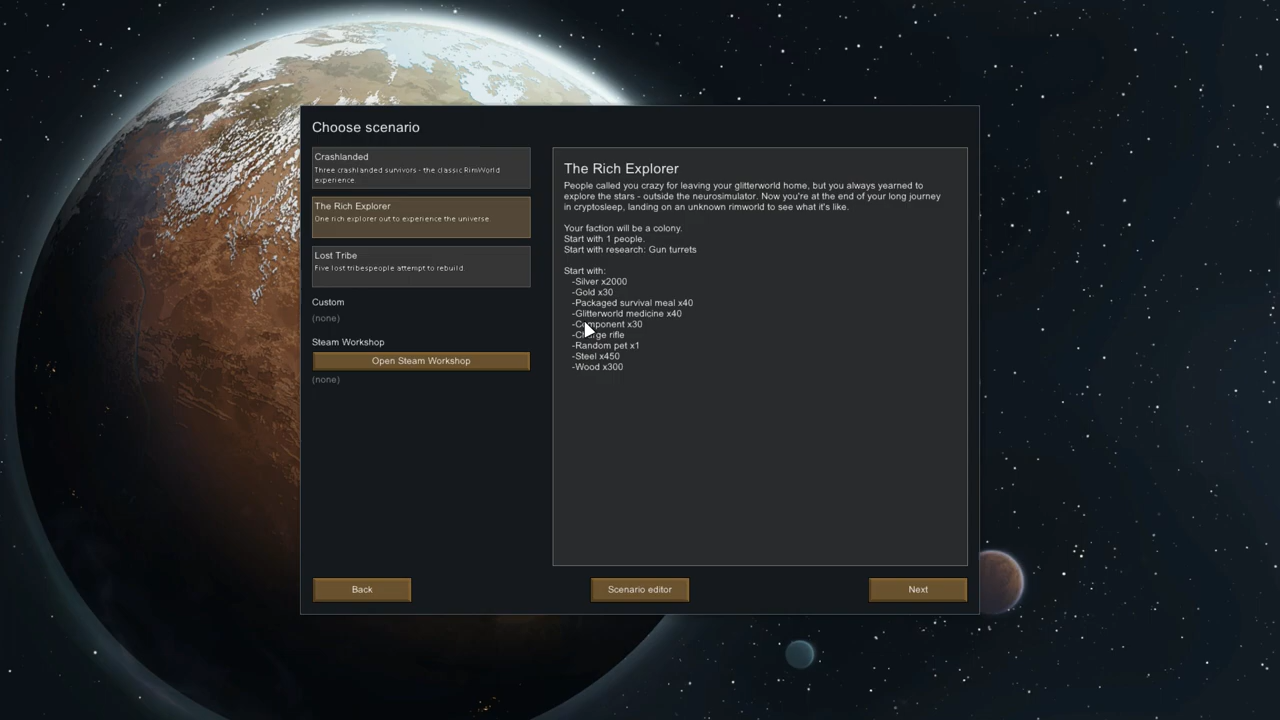 Choose scenario
Crashlanded
Three crashlanded survivors - the classic RimWorld
experience.
The Rich Explorer
One rich explorer out to experience the universe.
Lost Tribe
Five lost tribespeople attempt to rebuild.
Custom
(none)
Steam Workshop
Open Steam Workshop
(none)
The Rich Explorer
People called you crazy for leaving your glitterworld home, but you always yearned to
explore the stars - outside the neurosimulator. Now you're at the end of your long journey
in cryptosleep, landing on an unknown rimworld to see what it's like.
Your faction will be a colony.
Start with 1 people.
Start with research: Gun turrets
Start with:
-Silver x2000
-Gold x30
-Packaged survival meal x40
-Glitterworld medicine x40
-Component x30
-Charge rifle
-Random pet x1
-Steel x450
-Wood x300
Back
Scenario editor
Next